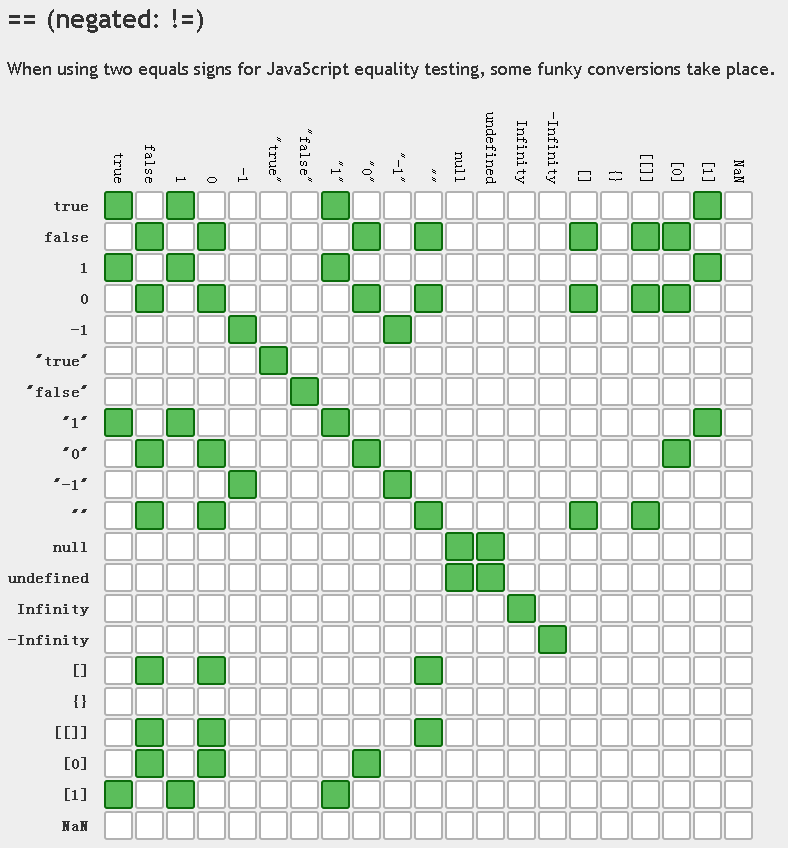 == (negated: !=)
When using two equals signs for JavaScript equality testing, some funky conversions take place.
true false 1 0 -1 "true" "false" "1" "0" "-1" "" null undefined Infinity -Infinity [] {} [[]] [0] [1] NaN
true
false
1
0
-1
"true"
"false"
"1"
"0"
"-1"
""
null
undefined
Infinity
-Infinity
[]
{}
[[]]
[0]
[1]
NaN